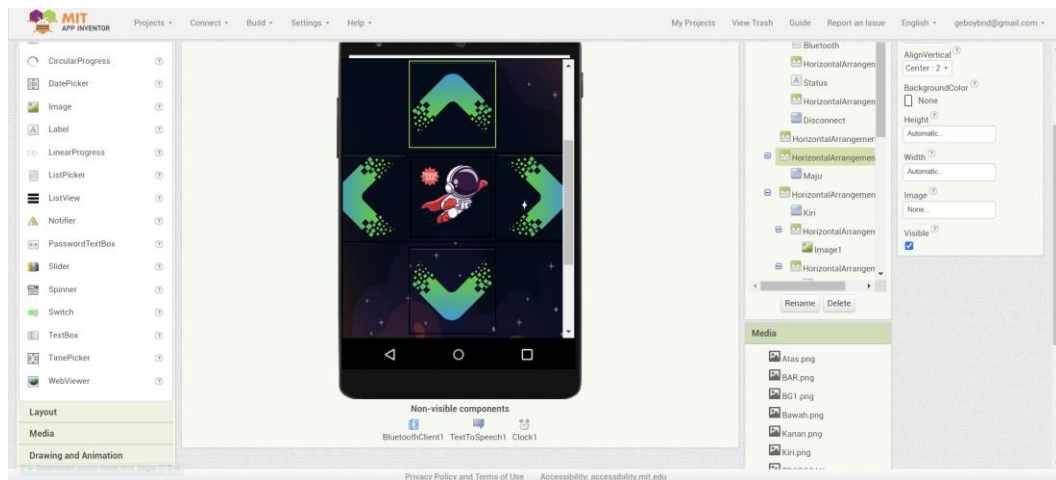 MIT
APP INVENTOR
Projects
Connect
Build
Settings
Help
My Projects
View Trash
Guide
Report an Issue
English
geboybnd@gmail.com
CircularProgress
DatePicker
Image
Label
LinearProgress
ListPicker
ListView
Notifier
PasswordTextBox
Slider
Spinner
Switch
TextBox
TimePicker
WebViewer
Layout
Media
Drawing and Animation
Non-visible components
BluetoothClient1 TextToSpeech1 Clock1
Bluetooth
HorizontalArrangemen
Status
HorizontalArrangemen
Disconnect
HorizontalArrangemen
HorizontalArrangemen
Maju
HorizontalArrangemen
Kiri
HorizontalArrangemen
Image1
HorizontalArrangemen
Rename Delete
Media
Atas.png
BAR.png
BG1.png
Bawah.png
Kanan.png
Kiri.png
AlignVertical
Center : 2
BackgroundColor
None
Height
Automatic...
Width
Automatic...
Image
None...
Visible
Privacy Policy and Terms of Use
Accessibility: accessibility.mit.edu